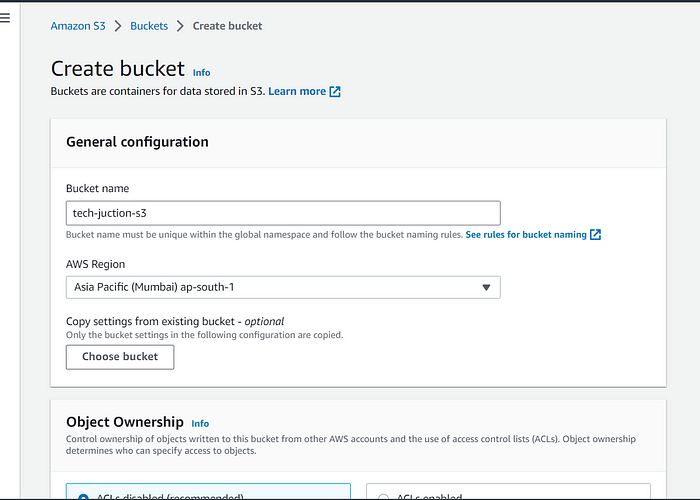 Amazon S3 > Buckets > Create bucket
Create bucket Info
Buckets are containers for data stored in S3. Learn more
General configuration
Bucket name
tech-juction-s3
Bucket name must be unique within the global namespace and follow the bucket naming rules. See rules for bucket naming
AWS Region
Asia Pacific (Mumbai) ap-south-1
Copy settings from existing bucket - optional
Only the bucket settings in the following configuration are copied.
Choose bucket
Object Ownership Info
Control ownership of objects written to this bucket from other AWS accounts and the use of access control lists (ACLs). Object ownership
determines who can specify access to objects.
ACLs disabled (recommended) ACLs enabled